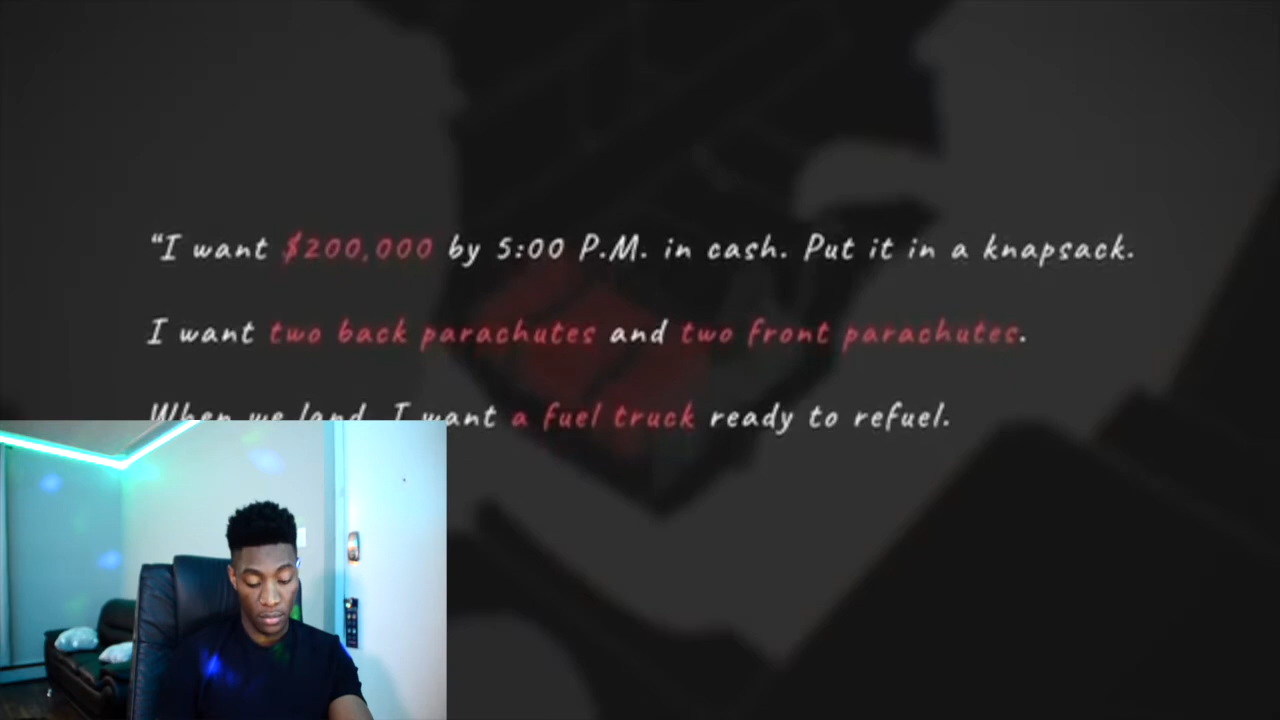 “I want $200,000 by 5:00 P.M. in cash. Put it in a knapsack.
I want two back parachutes and two front parachutes.
When we land, I want a fuel truck ready to refuel.